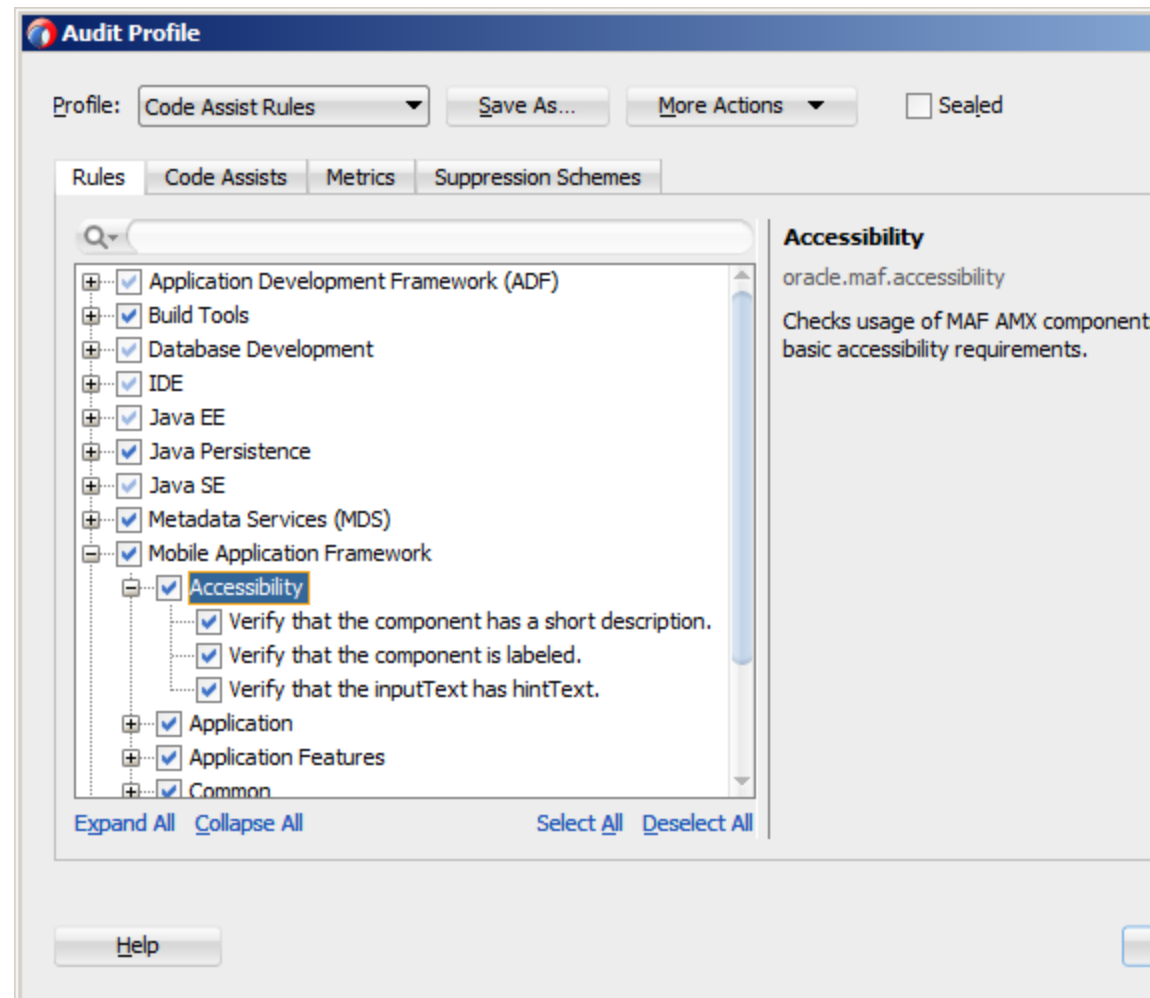 Audit Profile
Profile: Code Assist Rules Save As... More Actions Sealed
Rules Code Assists Metrics Suppression Schemes
Accessibility
oracle.maf.accessibility
Checks usage of MAF AMX component
basic accessibility requirements.
Application Development Framework (ADF)
Build Tools
Database Development
IDE
Java EE
Java Persistence
Java SE
Metadata Services (MDS)
Mobile Application Framework
Accessibility
Verify that the component has a short description.
Verify that the component is labeled.
Verify that the inputText has hintText.
Application
Application Features
Common
Expand All Collapse All Select All Deselect All
Help